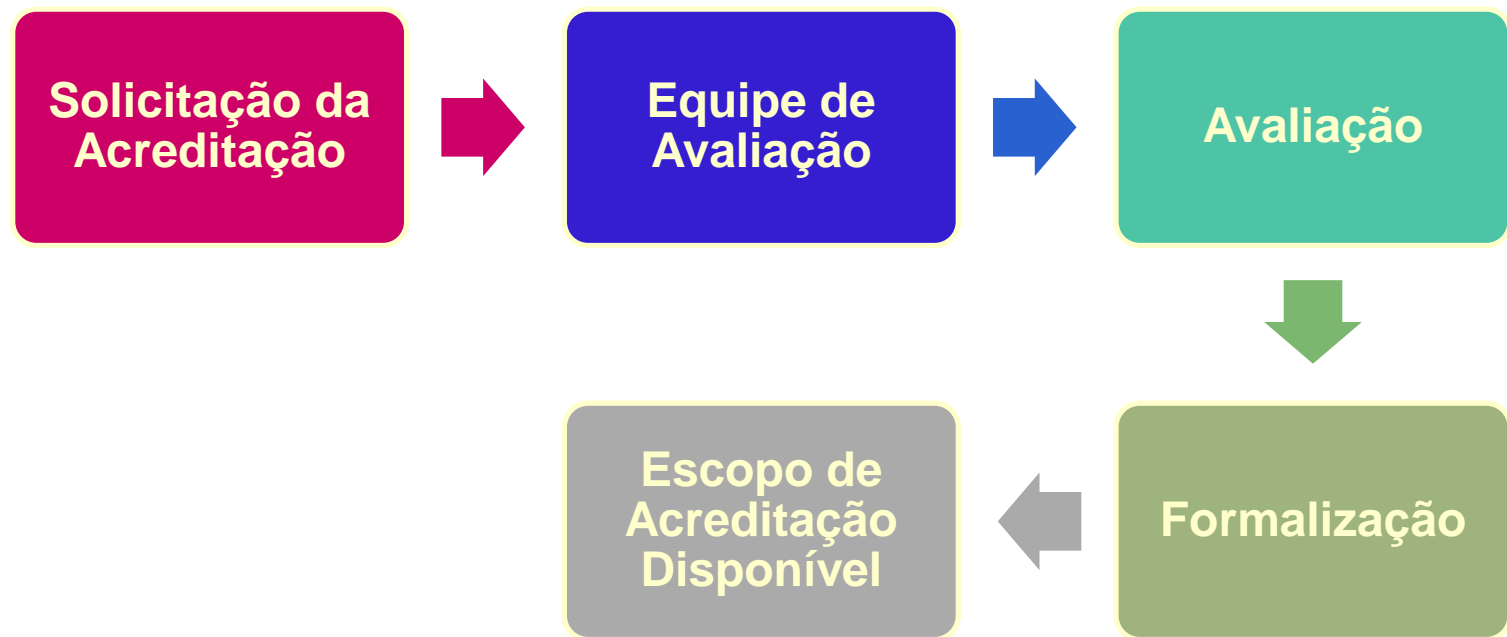 Solicitação da
Acreditação
Equipe de
Avaliação
Avaliação
Formalização
Escopo de
Acreditação
Disponível